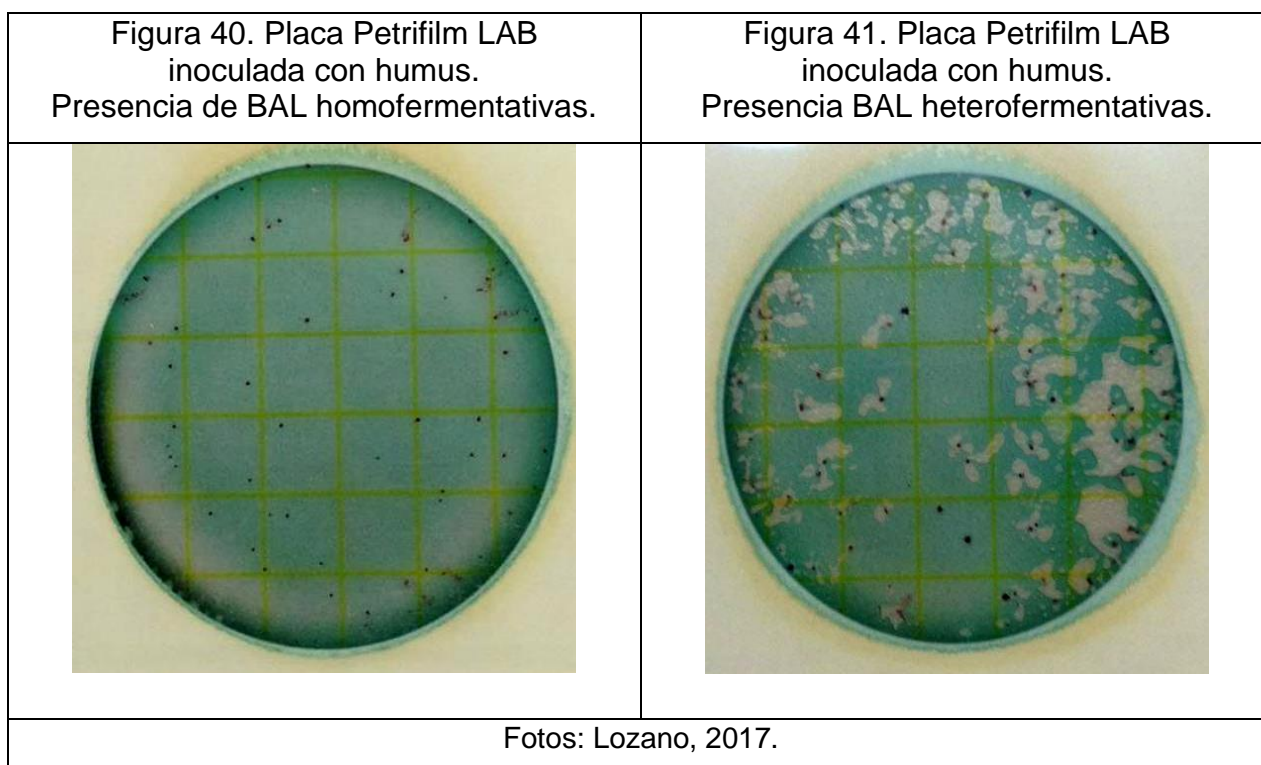 Figura 40. Placa Petrifilm LAB
inoculada con humus.
Presencia de BAL homofermentativas.
Figura 41. Placa Petrifilm LAB
inoculada con humus.
Presencia BAL heterofermentativas.
Fotos: Lozano, 2017.